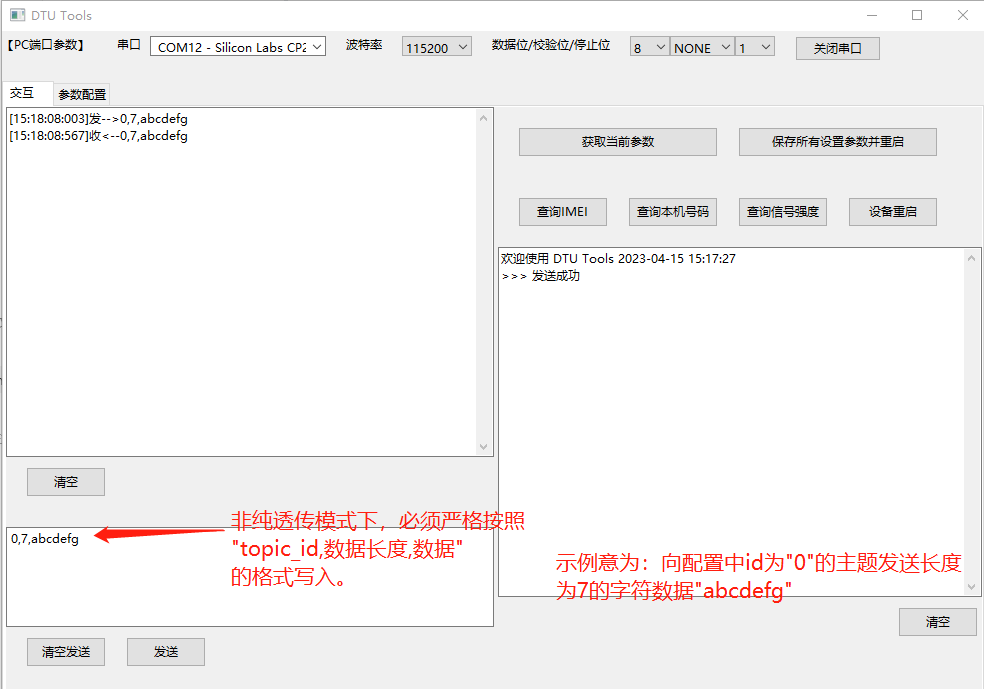 DTU Tools
【PC端口参数】 串口 COM12 - Silicon Labs CP2 波特率 115200 数据位/校验位/停止位 8 NONE 1 关闭串口
交互 参数配置
[15:18:08:003]发-->0,7,abcdefg
[15:18:08:567]收<--0,7,abcdefg
获取当前参数 保存所有设置参数并重启
查询IMEI 查询本机号码 查询信号强度 设备重启
欢迎使用 DTU Tools 2023-04-15 15:17:27
>>> 发送成功
清空
0,7,abcdefg
非纯透传模式下，必须严格按照
"topic_id,数据长度,数据"
的格式写入。
示例意为：向配置中id为"0"的主题发送长度
为7的字符数据"abcdefg"
清空
清空发送 发送